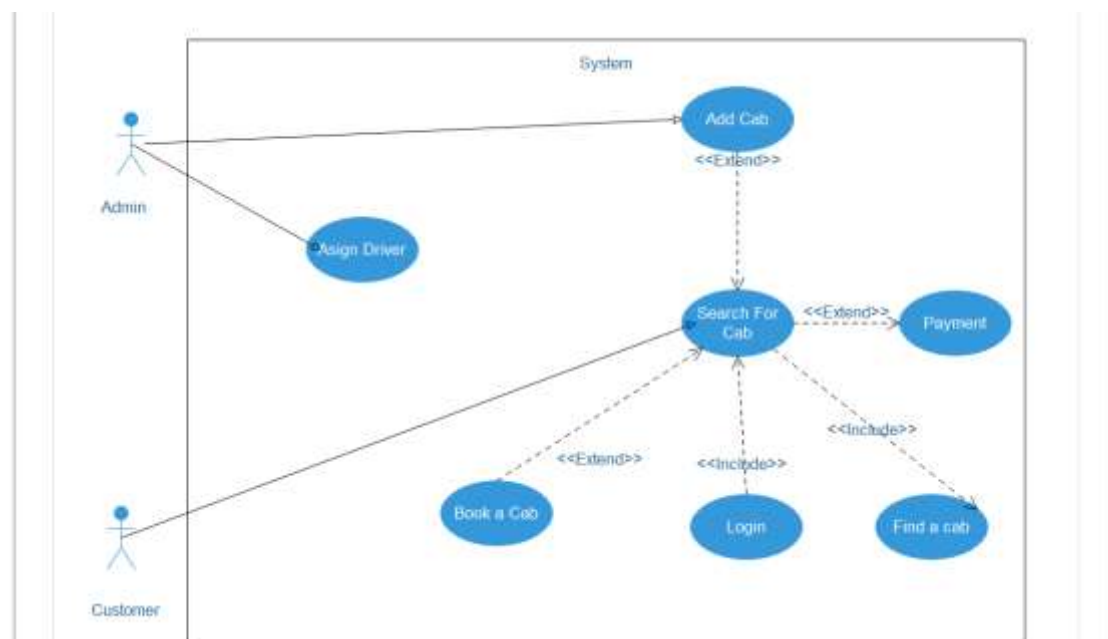 System
Add Cab
<<Extend>>
Admin
Asign Driver
Search For
Cab
<<Extend>>
Payment
<<Include>>
<<Extend>>
<<Include>>
Book a Cab
Login
Find a cab
Customer